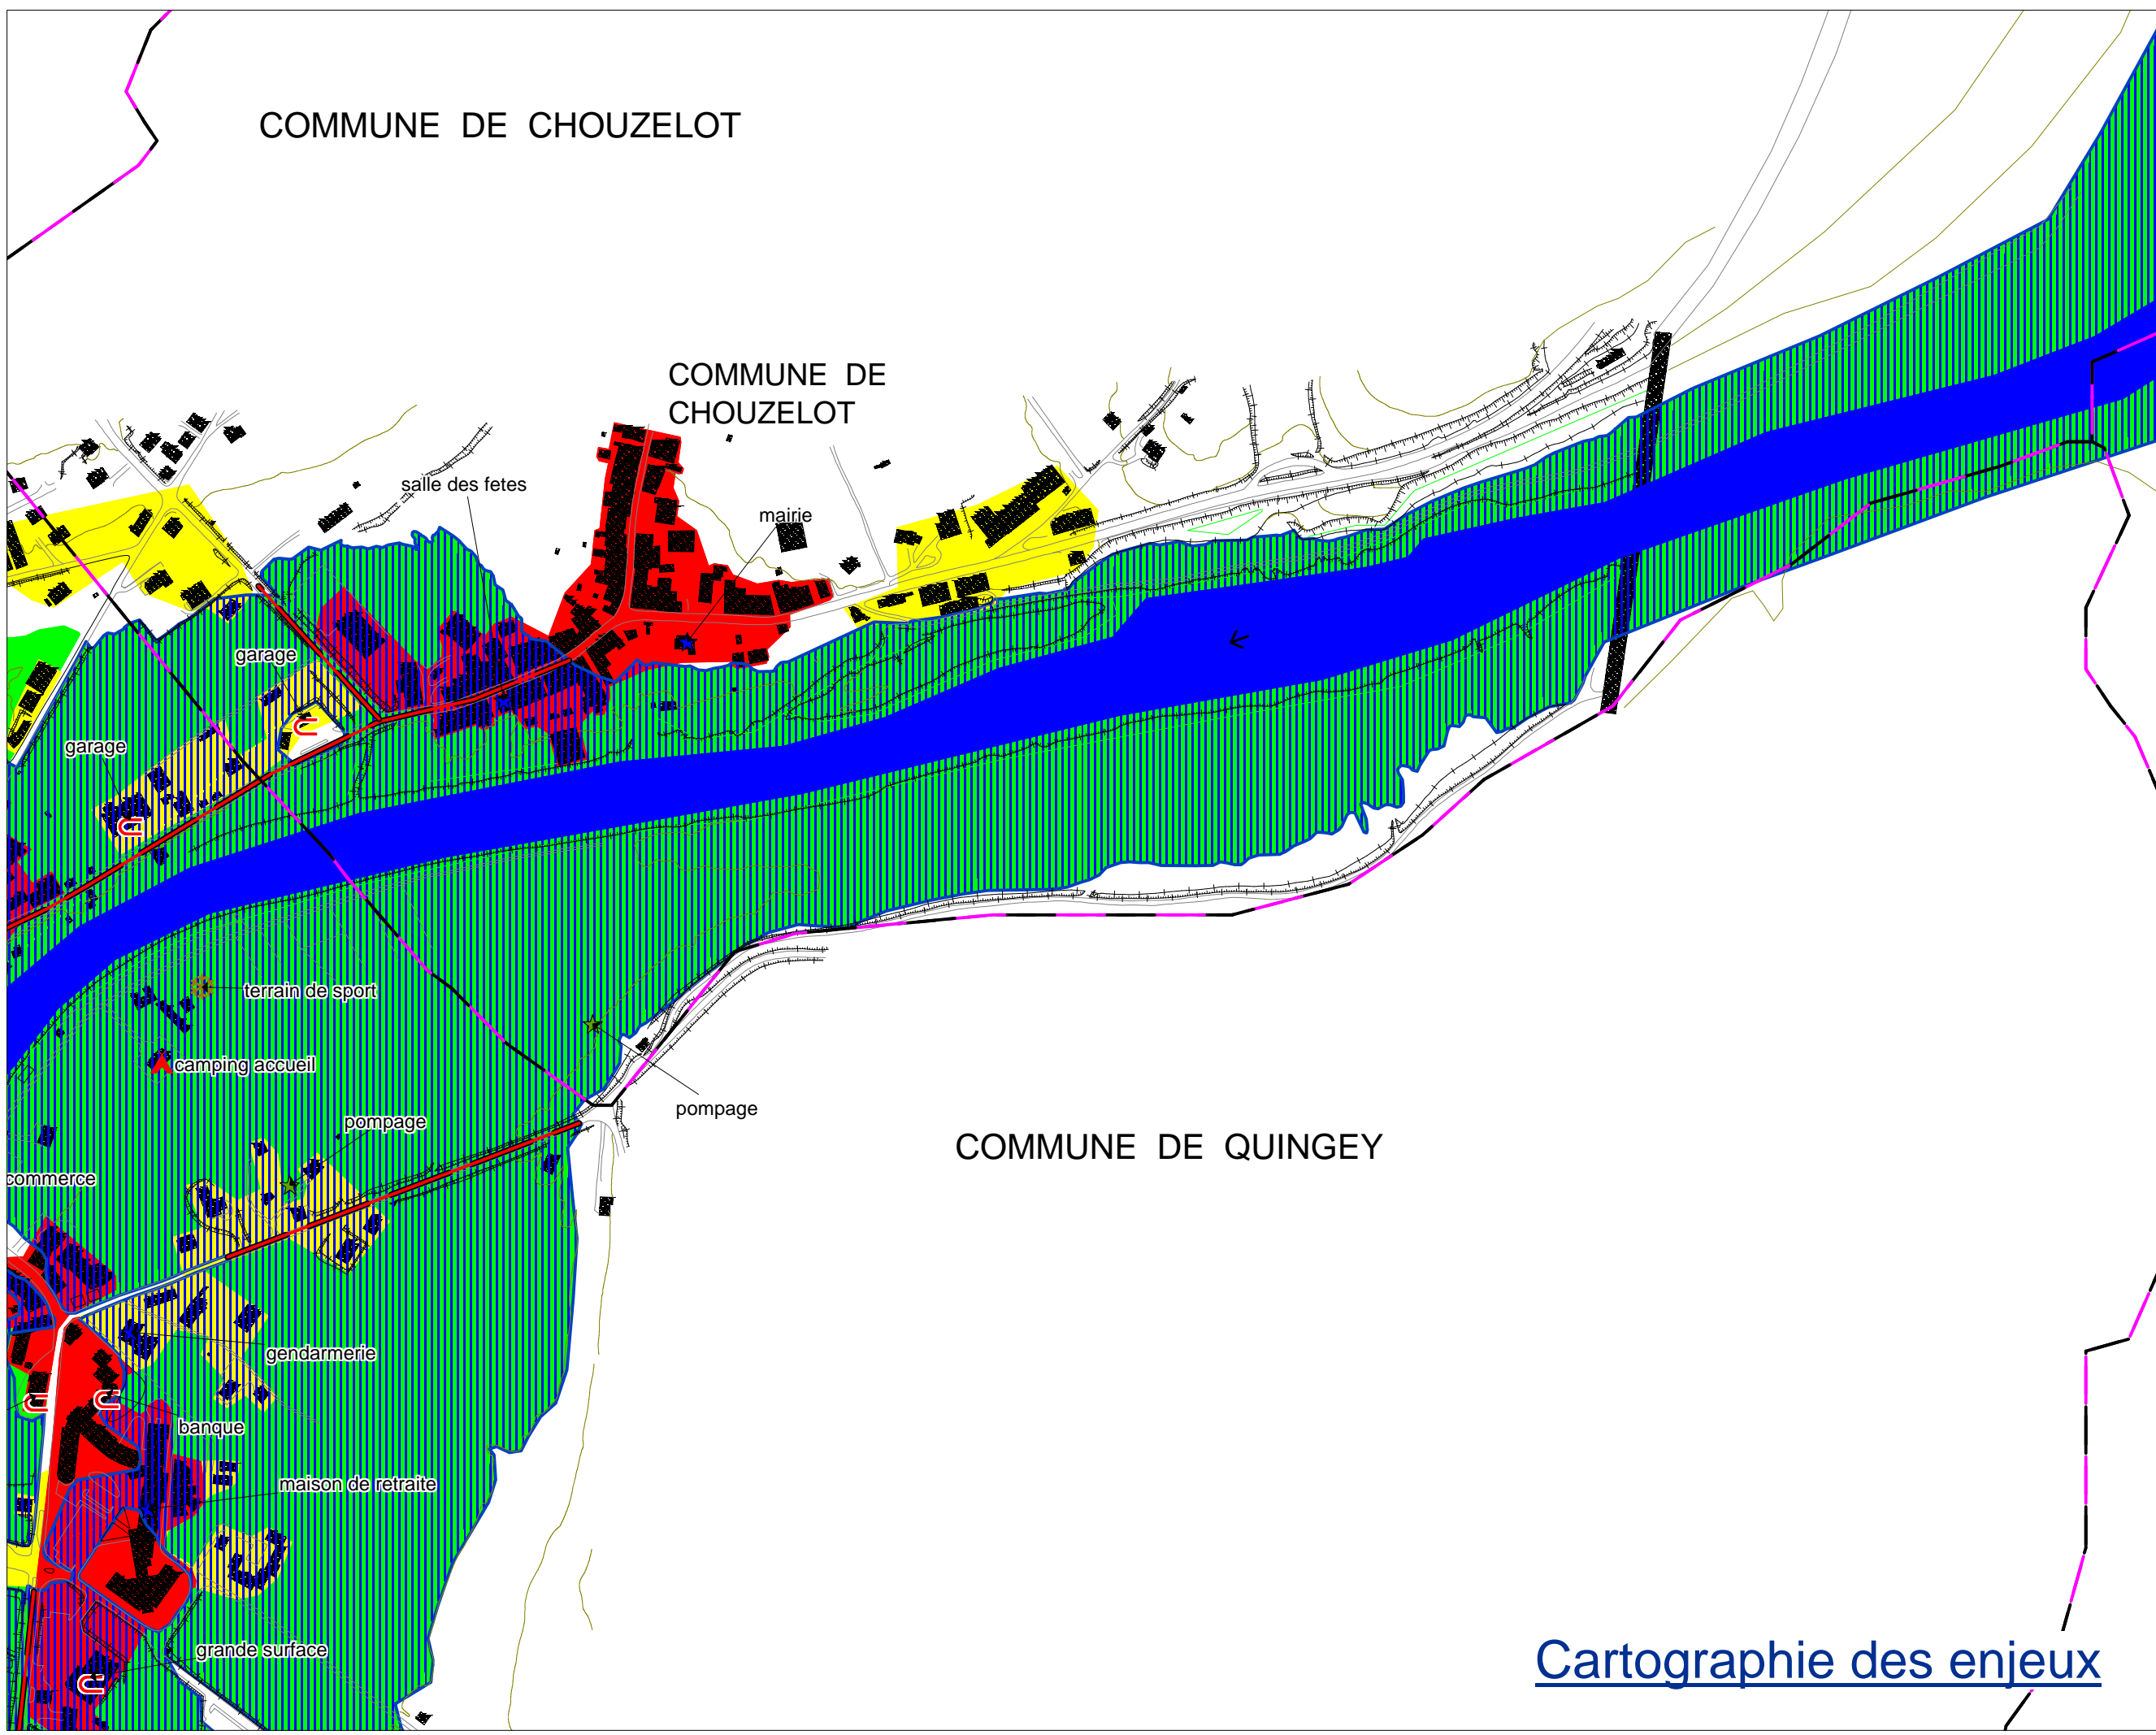 COMMUNE DE CHOUZELOT
COMMUNE DE
CHOUZELOT
salle des fetes
mairie
garage
garage
terrain de sport
camping accueil
pompage
pompage
COMMUNE DE QUINGEY
commerce
gendarmerie
banque
maison de retraite
grande surface
Cartographie des enjeux